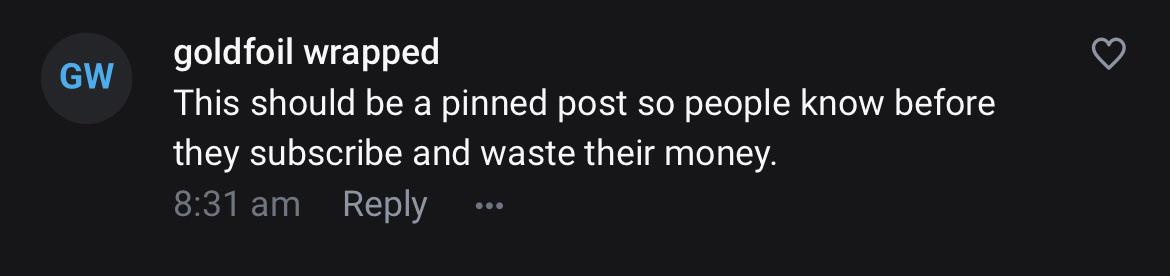 GW
goldfoil wrapped
This should be a pinned post so people know before
they subscribe and waste their money.
8:31 am Reply ...